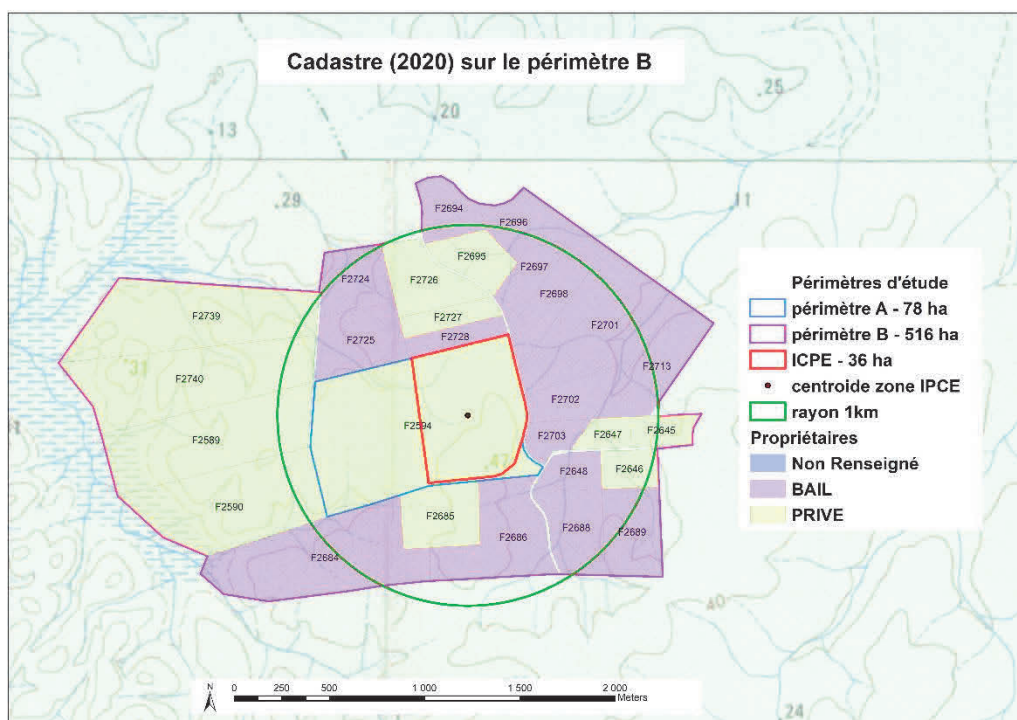 Cadastre (2020) sur le périmètre B
25
20
13
29
11
F2694
F2696
F2695
F2697
F2724
F2726
F2698
F2739
F2727
F2701
F2725
F2728
31
F2740
F2713
F2702
F2594
F2589
F2703
F2647
F2645
47
F2648
F2646
F2590
F2685
F2688
F2689
F2686
F2684
40
24
Périmètres d'étude
périmètre A - 78 ha
périmètre B - 516 ha
ICPE - 36 ha
centroide zone IPCE
rayon 1km
Propriétaires
Non Renseigné
BAIL
PRIVE
N
0 250 500 1 000 1 500 2 000
Meters